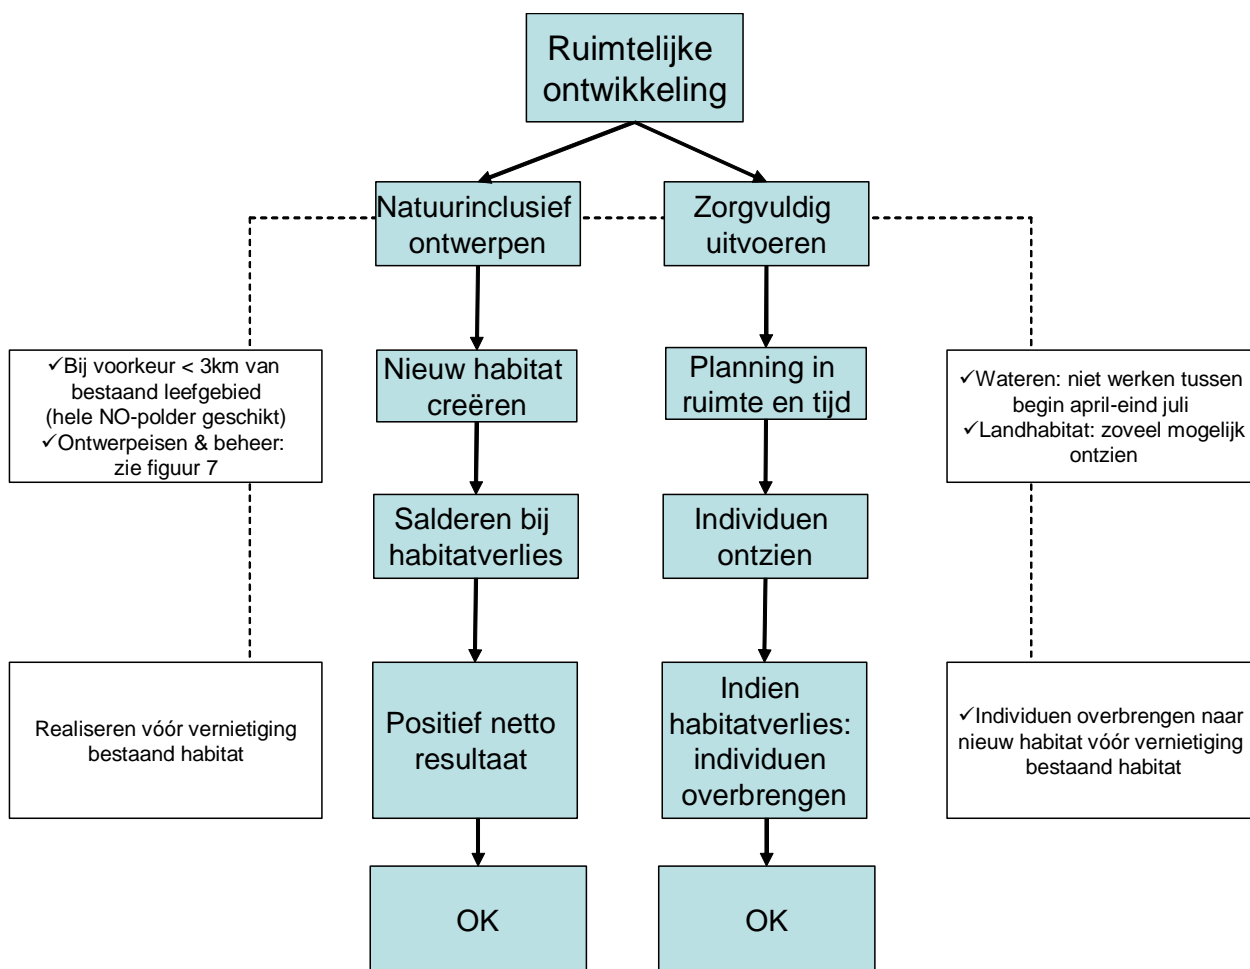 Ruimtelijke
ontwikkeling
Natuurinclusief
ontwerpen
Zorgvuldig
uitvoeren
✓Bij voorkeur < 3km van
bestaand leefgebied
(hele NO-polder geschikt)
✓Ontwerpeisen & beheer:
zie figuur 7
Nieuw habitat
creëren
Planning in
ruimte en tijd
✓Wateren: niet werken tussen
begin april-eind juli
✓Landhabitat: zoveel mogelijk
ontzien
Salderen bij
habitatverlies
Individuen
ontzien
Realiseren vóór vernietiging
bestaand habitat
Positief netto
resultaat
Indien
habitatverlies:
individuen
overbrengen
✓Individuen overbrengen naar
nieuw habitat vóór vernietiging
bestaand habitat
OK
OK